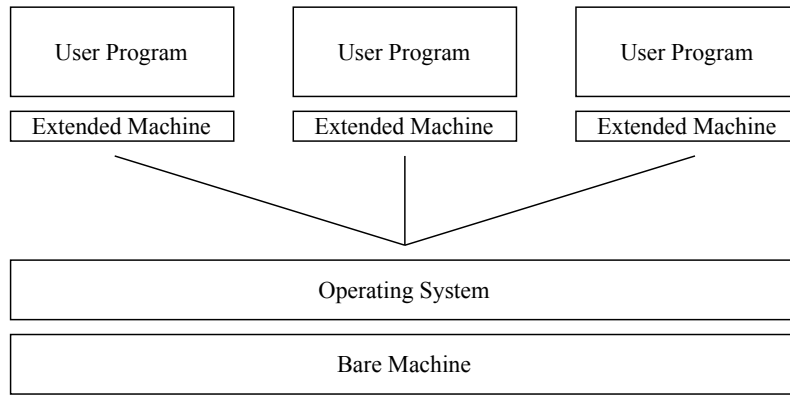 User Program
User Program
User Program
Extended Machine
Extended Machine
Extended Machine
Operating System
Bare Machine